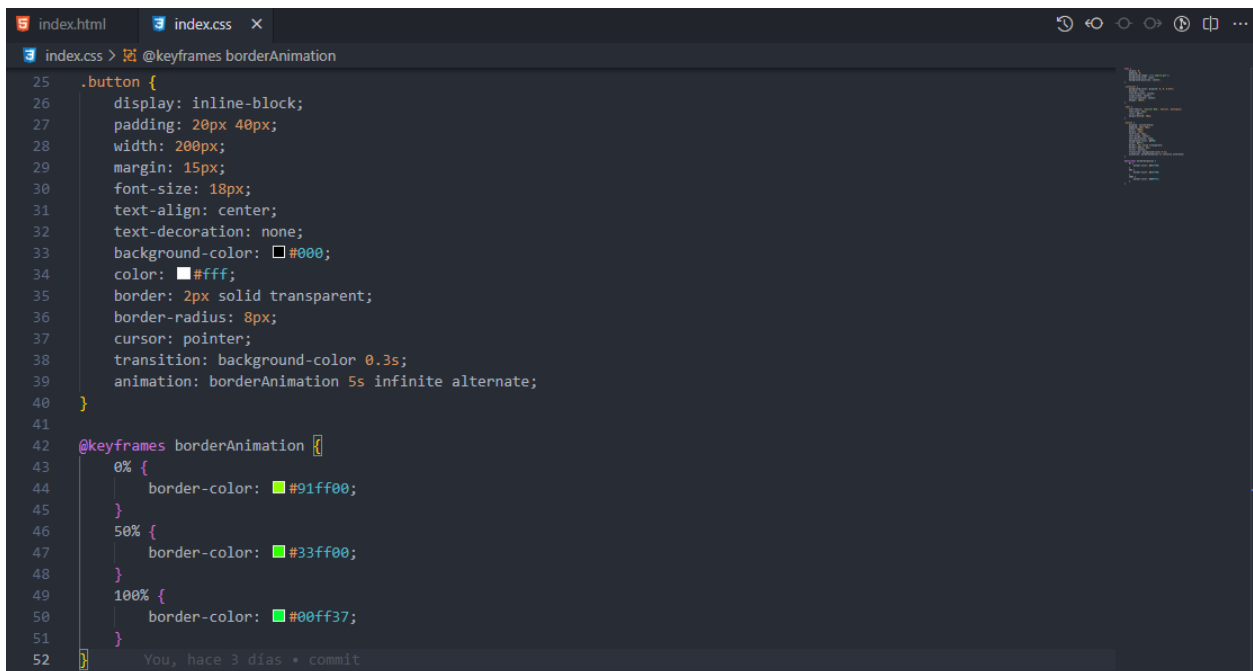 index.html index.css
index.css > @keyframes borderAnimation
25 .button {
26 display: inline-block;
27 padding: 20px 40px;
28 width: 200px;
29 margin: 15px;
30 font-size: 18px;
31 text-align: center;
32 text-decoration: none;
33 background-color: #000;
34 color: #fff;
35 border: 2px solid transparent;
36 border-radius: 8px;
37 cursor: pointer;
38 transition: background-color 0.3s;
39 animation: borderAnimation 5s infinite alternate;
40 }
41
42 @keyframes borderAnimation {
43 0% {
44 border-color: #91ff00;
45 }
46 50% {
47 border-color: #33ff00;
48 }
49 100% {
50 border-color: #00ff37;
51 }
52 } You, hace 3 días • commit